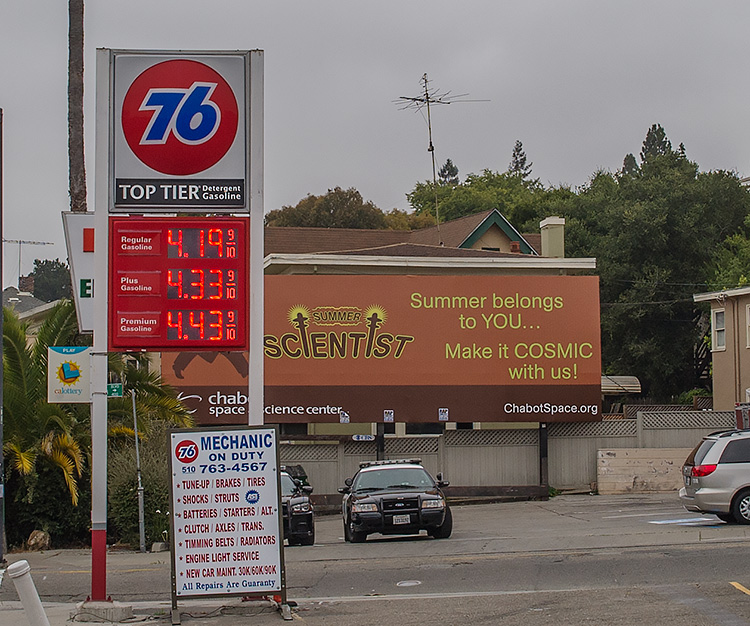 76
TOP TIER Detergent Gasoline
Regular Gasoline 4.19 9/10
Plus Gasoline 4.33 9/10
Premium Gasoline 4.43 9/10
SUMMER
SCIENTIST
Summer belongs
to YOU...
Make it COSMIC
with us!
chabot
space science center
ChabotSpace.org
PLAY
calottery
76 MECHANIC
ON DUTY
510 763-4567
* TUNE-UP / BRAKES / TIRES
* SHOCKS / STRUTS
* BATTERIES / STARTERS / ALT.
* CLUTCH / AXLES / TRANS.
* TIMMING BELTS / RADIATORS
* ENGINE LIGHT SERVICE
* NEW CAR MAINT. 30K/60K/90K
All Repairs Are Guaranty